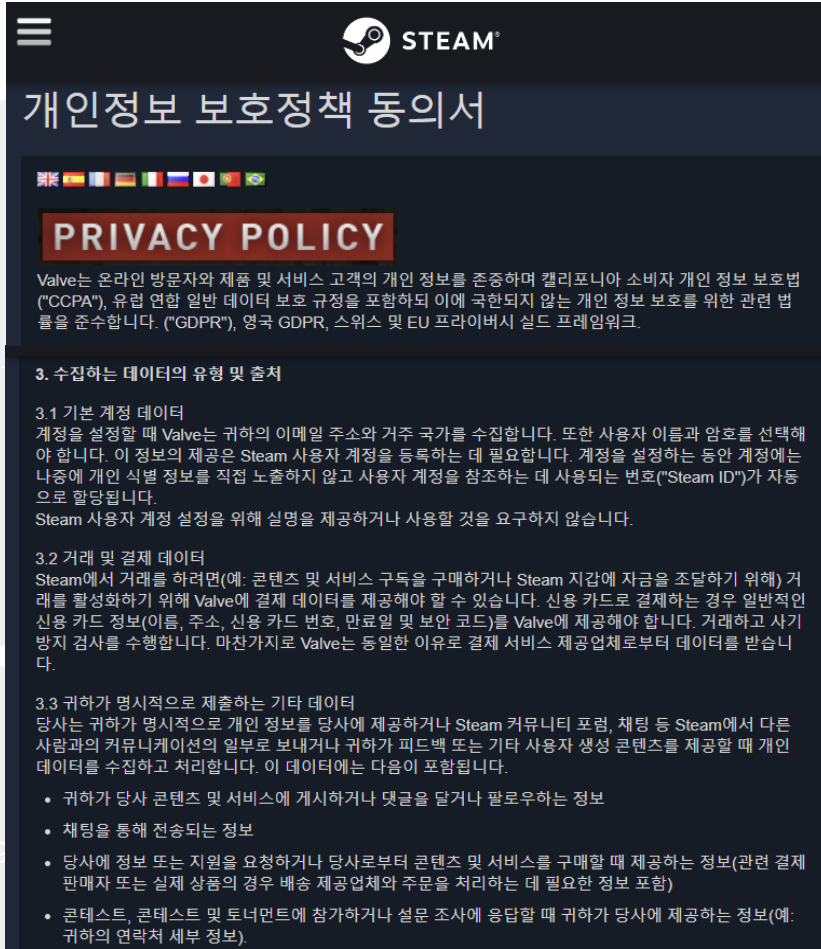 STEAM®
개인정보 보호정책 동의서
PRIVACY POLICY
Valve는 온라인 방문자와 제품 및 서비스 고객의 개인 정보를 존중하며 캘리포니아 소비자 개인 정보 보호법
("CCPA"), 유럽 연합 일반 데이터 보호 규정을 포함하되 이에 국한되지 않는 개인 정보 보호를 위한 관련 법
률을 준수합니다. ("GDPR"), 영국 GDPR, 스위스 및 EU 프라이버시 실드 프레임워크.
3. 수집하는 데이터의 유형 및 출처
3.1 기본 계정 데이터
계정을 설정할 때 Valve는 귀하의 이메일 주소와 거주 국가를 수집합니다. 또한 사용자 이름과 암호를 선택해
야 합니다. 이 정보의 제공은 Steam 사용자 계정을 등록하는 데 필요합니다. 계정을 설정하는 동안 계정에는
나중에 개인 식별 정보를 직접 노출하지 않고 사용자 계정을 참조하는 데 사용되는 번호("Steam ID")가 자동
으로 할당됩니다.
Steam 사용자 계정 설정을 위해 실명을 제공하거나 사용할 것을 요구하지 않습니다.
3.2 거래 및 결제 데이터
Steam에서 거래를 하려면(예: 콘텐츠 및 서비스 구독을 구매하거나 Steam 지갑에 자금을 조달하기 위해) 거
래를 활성화하기 위해 Valve에 결제 데이터를 제공해야 할 수 있습니다. 신용 카드로 결제하는 경우 일반적인
신용 카드 정보(이름, 주소, 신용 카드 번호, 만료일 및 보안 코드)를 Valve에 제공해야 합니다. 거래하고 사기
방지 검사를 수행합니다. 마찬가지로 Valve는 동일한 이유로 결제 서비스 제공업체로부터 데이터를 받습니
다.
3.3 귀하가 명시적으로 제출하는 기타 데이터
당사는 귀하가 명시적으로 개인 정보를 당사에 제공하거나 Steam 커뮤니티 포럼, 채팅 등 Steam에서 다른
사람과의 커뮤니케이션의 일부로 보내거나 귀하가 피드백 또는 기타 사용자 생성 콘텐츠를 제공할 때 개인
데이터를 수집하고 처리합니다. 이 데이터에는 다음이 포함됩니다.
• 귀하가 당사 콘텐츠 및 서비스에 게시하거나 댓글을 달거나 팔로우하는 정보
• 채팅을 통해 전송되는 정보
• 당사에 정보 또는 지원을 요청하거나 당사로부터 콘텐츠 및 서비스를 구매할 때 제공하는 정보(관련 결제
판매자 또는 실제 상품의 경우 배송 제공업체와 주문을 처리하는 데 필요한 정보 포함)
• 콘테스트, 콘테스트 및 토너먼트에 참가하거나 설문 조사에 응답할 때 귀하가 당사에 제공하는 정보(예:
귀하의 연락처 세부 정보).